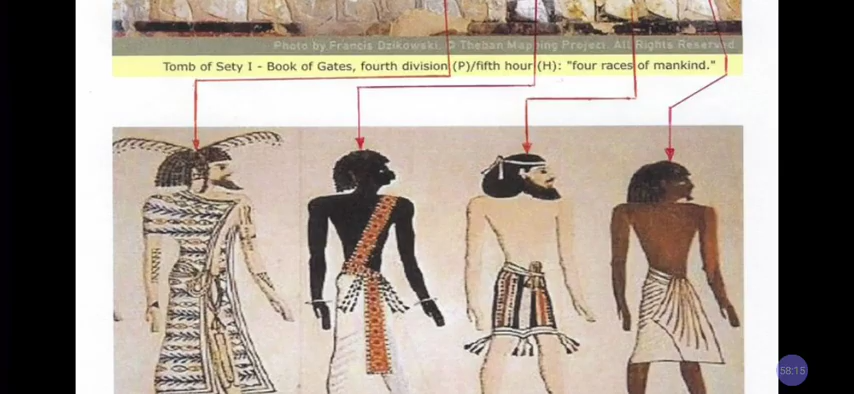 Photo by Francis Dzikowski. © Theban Mapping Project. All Rights Reserved
Tomb of Sety I - Book of Gates, fourth division (P)/fifth hour (H): "four races of mankind."
58:15